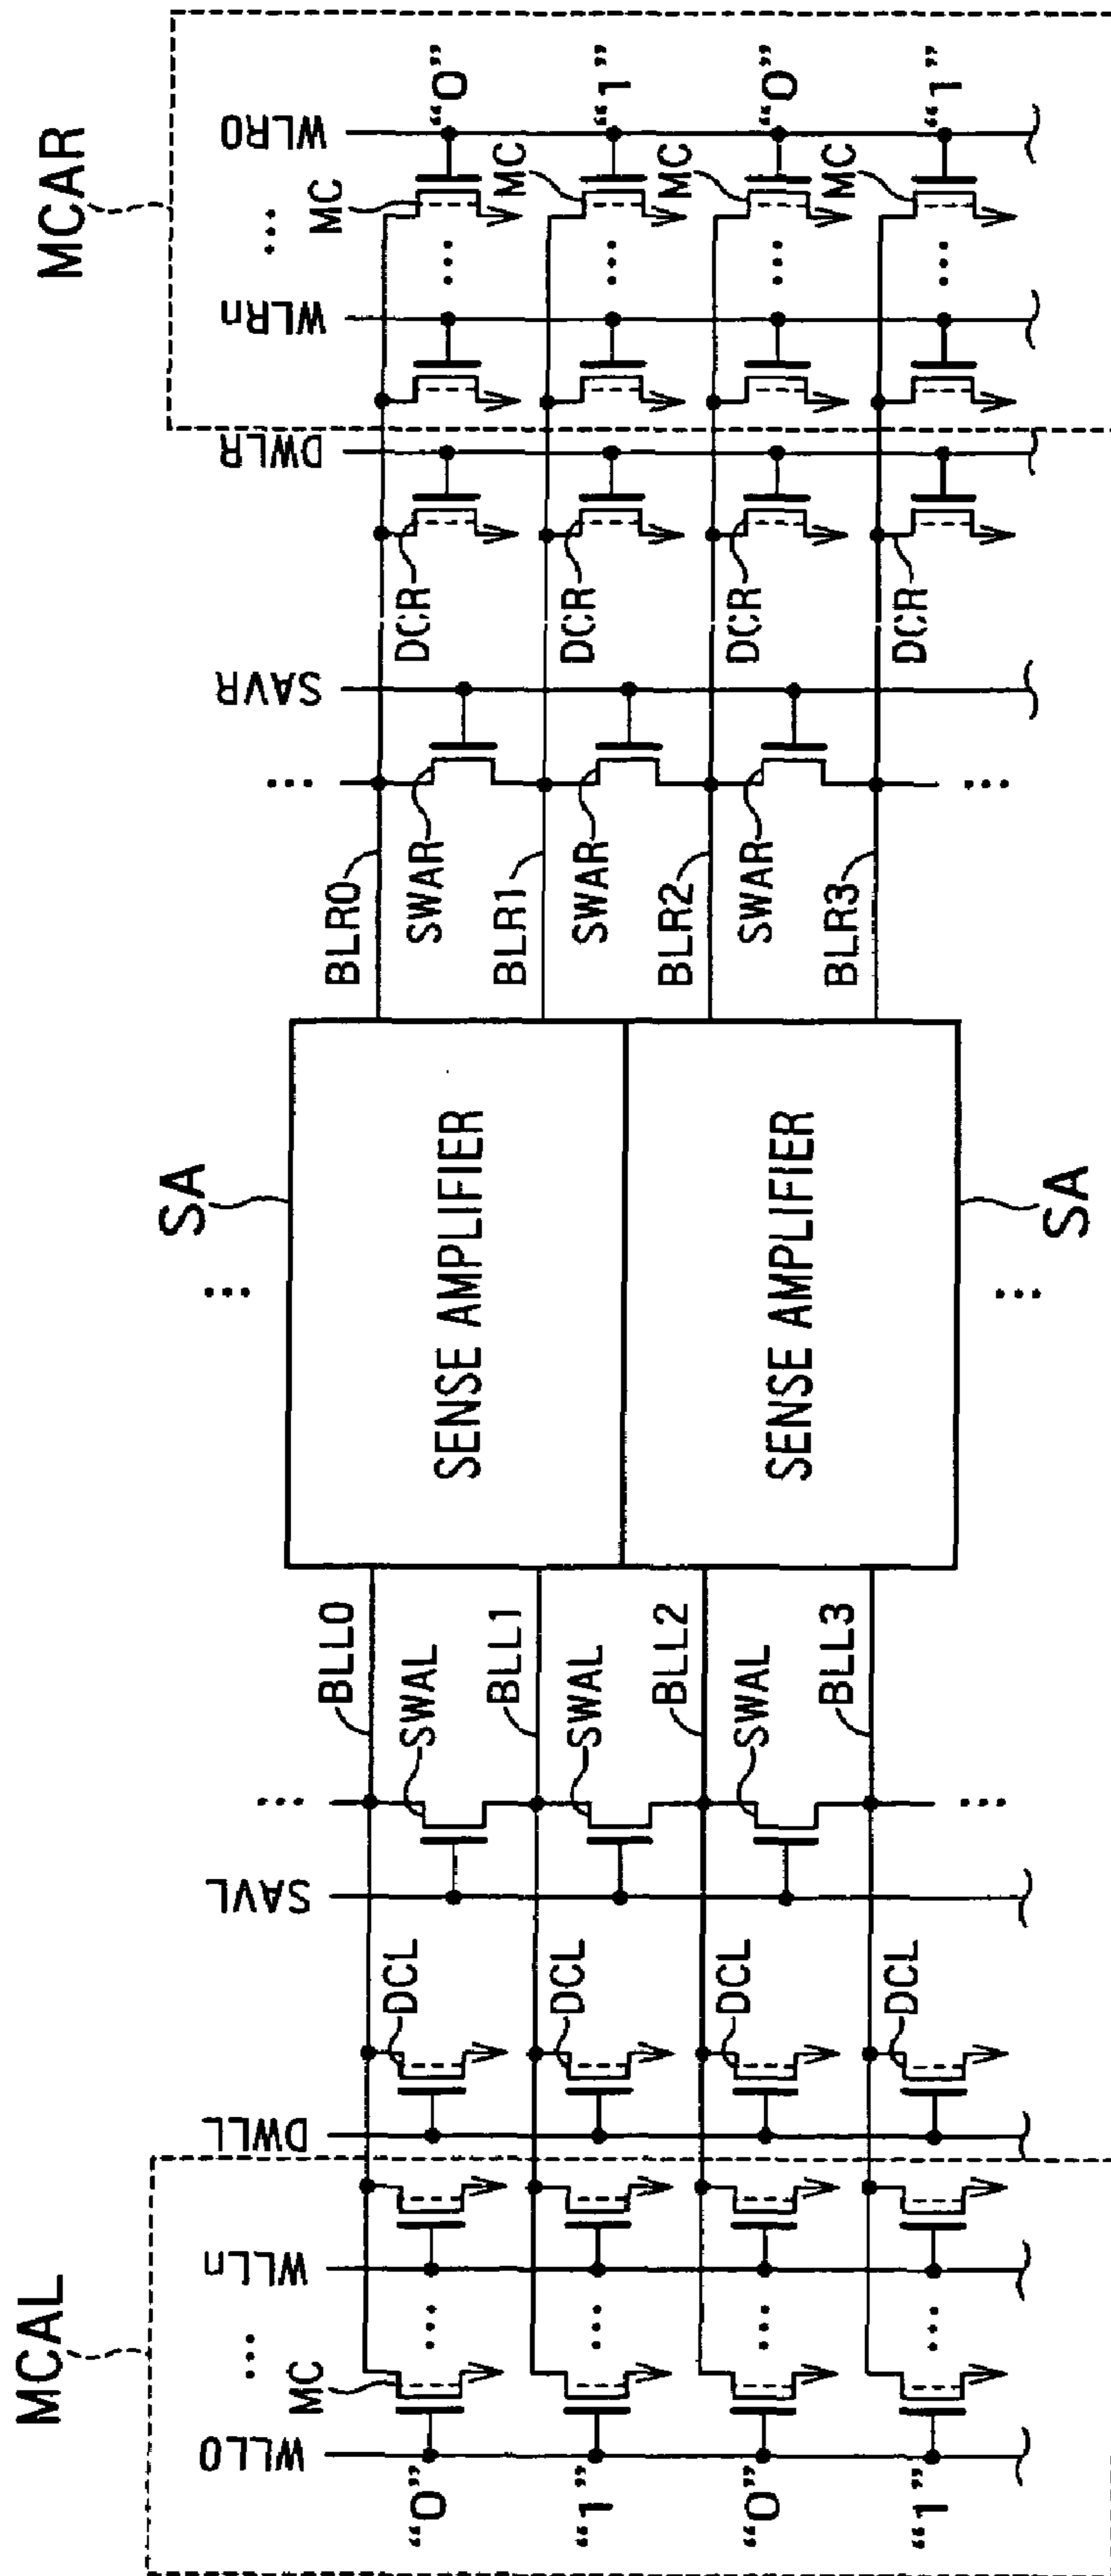 MCAL
MCAR
SA
WLL0
...
WLLn
DWLL
SAVL
...
...
...
SAVR
DWLR
WLRn
...
WLR0
"0"
MC
...
DCL
SWAL
BLL0
SENSE AMPLIFIER
BLR0
SWAR
DCR
...
MC
"0"
"1"
...
DCL
SWAL
BLL1
BLR1
SWAR
DCR
...
MC
"1"
"0"
...
DCL
SWAL
BLL2
SENSE AMPLIFIER
BLR2
SWAR
DCR
...
MC
"0"
"1"
...
DCL
BLL3
BLR3
DCR
...
MC
"1"
...
...
...
SA